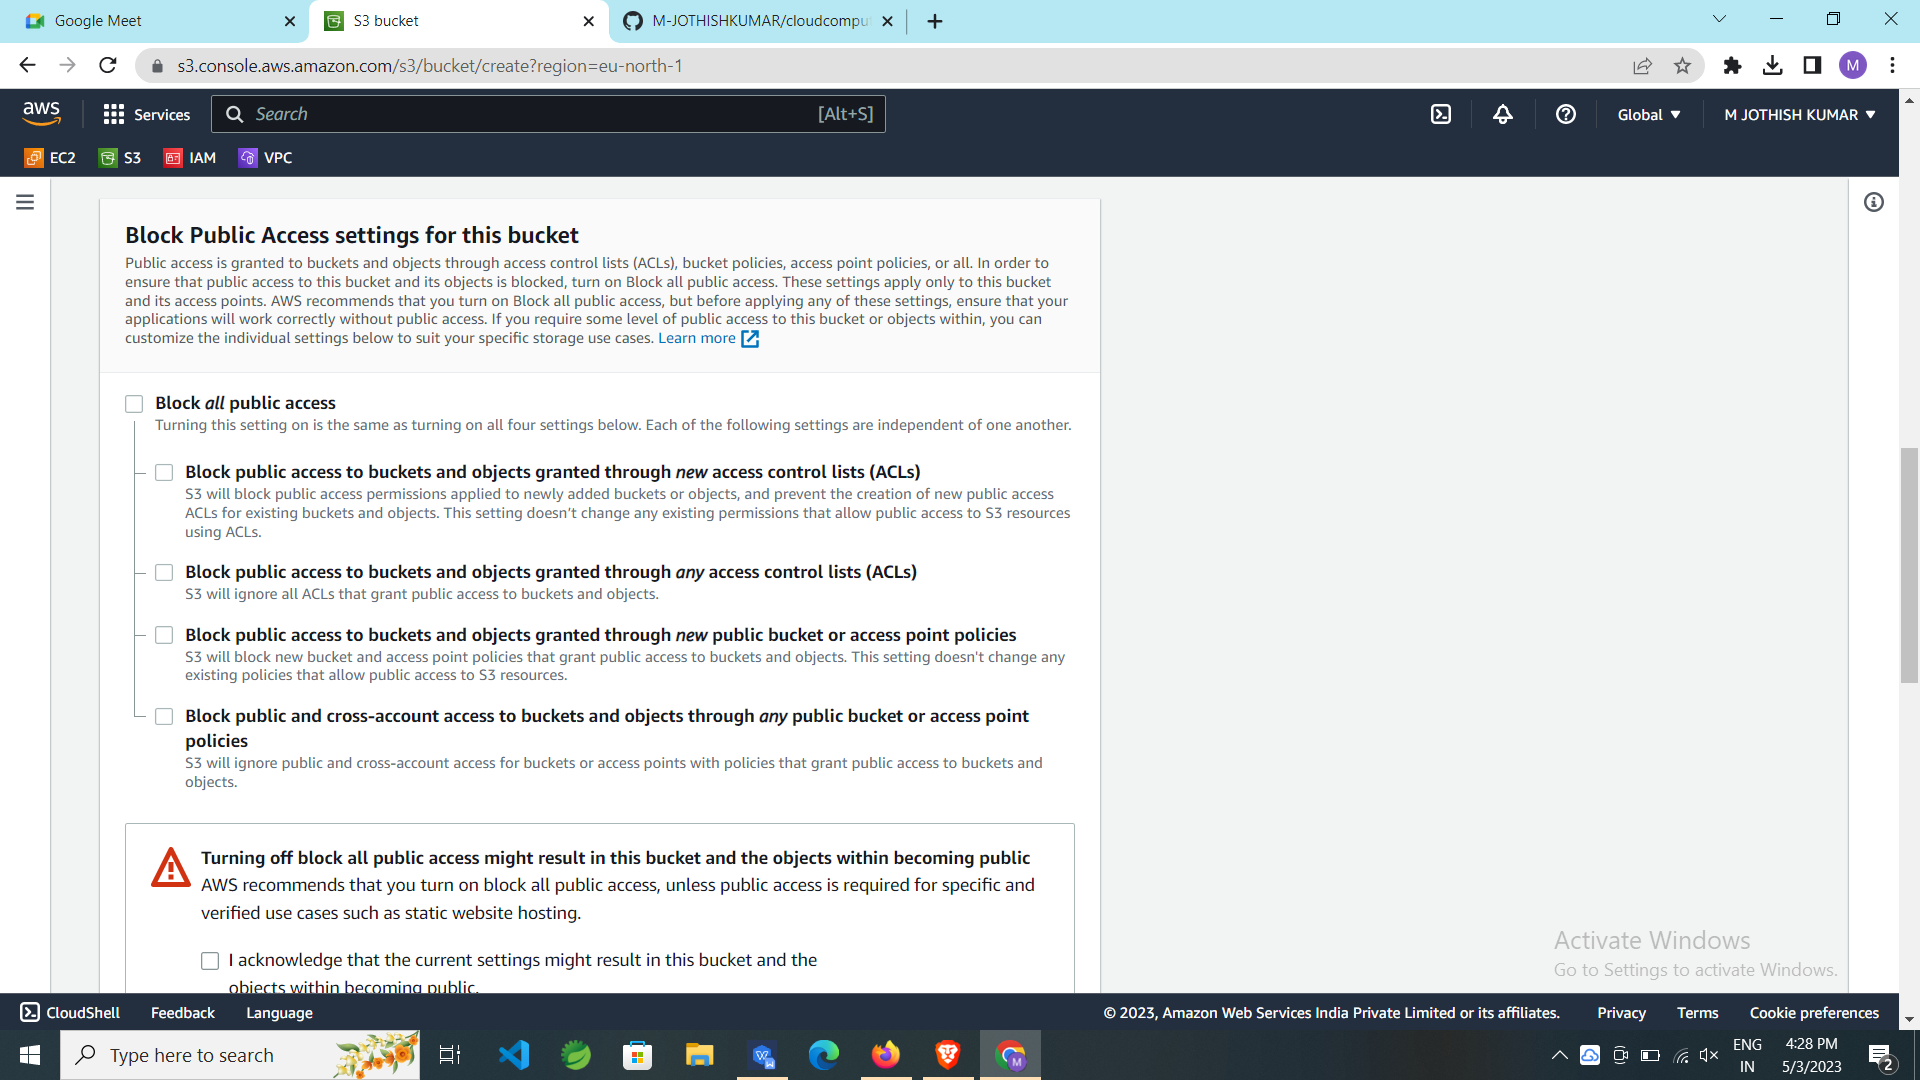 Google Meet
S3 bucket
M-JOTHISHKUMAR/cloudcompu
s3.console.aws.amazon.com/s3/bucket/create?region=eu-north-1
M
aws
Services
Search
[Alt+S]
Global
M JOTHISH KUMAR
EC2
S3
IAM
VPC
Block Public Access settings for this bucket
Public access is granted to buckets and objects through access control lists (ACLs), bucket policies, access point policies, or all. In order to
ensure that public access to this bucket and its objects is blocked, turn on Block all public access. These settings apply only to this bucket
and its access points. AWS recommends that you turn on Block all public access, but before applying any of these settings, ensure that your
applications will work correctly without public access. If you require some level of public access to this bucket or objects within, you can
customize the individual settings below to suit your specific storage use cases. Learn more
Block all public access
Turning this setting on is the same as turning on all four settings below. Each of the following settings are independent of one another.
Block public access to buckets and objects granted through new access control lists (ACLs)
S3 will block public access permissions applied to newly added buckets or objects, and prevent the creation of new public access
ACLs for existing buckets and objects. This setting doesn’t change any existing permissions that allow public access to S3 resources
using ACLs.
Block public access to buckets and objects granted through any access control lists (ACLs)
S3 will ignore all ACLs that grant public access to buckets and objects.
Block public access to buckets and objects granted through new public bucket or access point policies
S3 will block new bucket and access point policies that grant public access to buckets and objects. This setting doesn't change any
existing policies that allow public access to S3 resources.
Block public and cross-account access to buckets and objects through any public bucket or access point
policies
S3 will ignore public and cross-account access for buckets or access points with policies that grant public access to buckets and
objects.
Turning off block all public access might result in this bucket and the objects within becoming public
AWS recommends that you turn on block all public access, unless public access is required for specific and
verified use cases such as static website hosting.
I acknowledge that the current settings might result in this bucket and the
objects within becoming public.
Activate Windows
Go to Settings to activate Windows.
CloudShell
Feedback
Language
© 2023, Amazon Web Services India Private Limited or its affiliates.
Privacy
Terms
Cookie preferences
Type here to search
M
ENG
IN
4:28 PM
5/3/2023
2